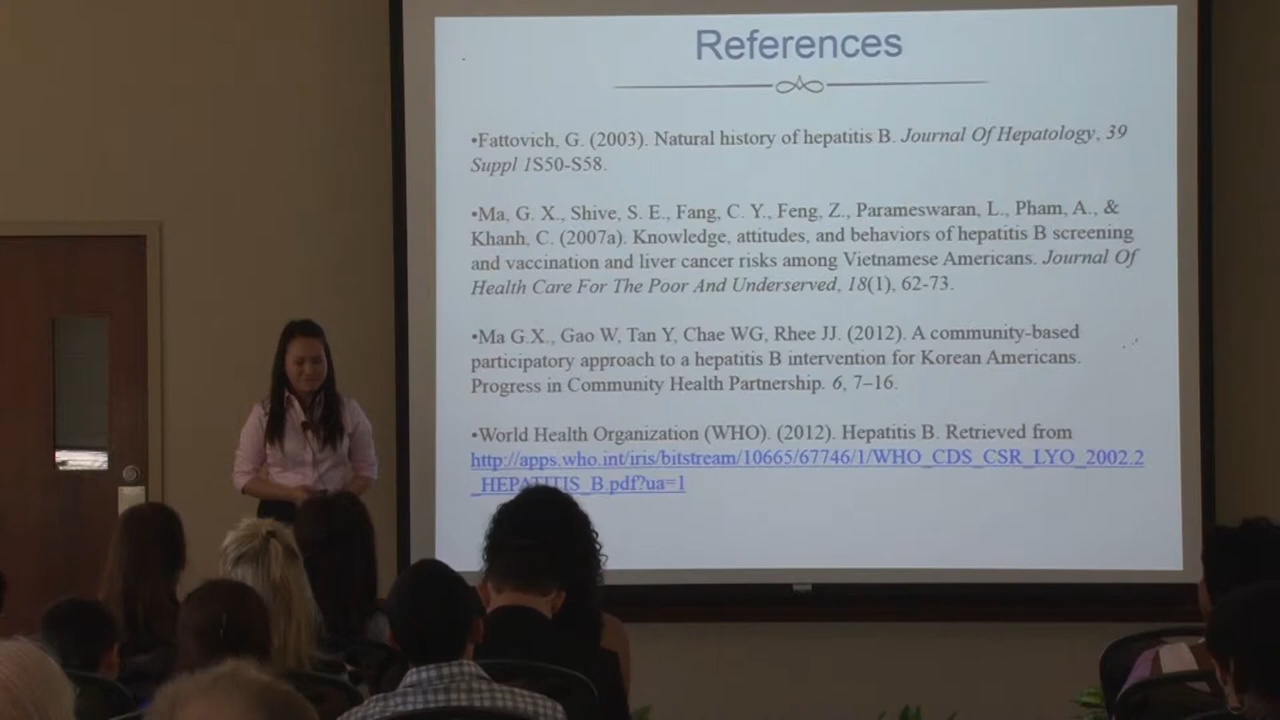 References
•Fattovich, G. (2003). Natural history of hepatitis B. Journal Of Hepatology, 39
Suppl 1S50-S58.
•Ma, G. X., Shive, S. E., Fang, C. Y., Feng, Z., Parameswaran, L., Pham, A., &
Khanh, C. (2007a). Knowledge, attitudes, and behaviors of hepatitis B screening
and vaccination and liver cancer risks among Vietnamese Americans. Journal Of
Health Care For The Poor And Underserved, 18(1), 62-73.
•Ma G.X., Gao W, Tan Y, Chae WG, Rhee JJ. (2012). A community-based
participatory approach to a hepatitis B intervention for Korean Americans.
Progress in Community Health Partnership. 6, 7–16.
•World Health Organization (WHO). (2012). Hepatitis B. Retrieved from
http://apps.who.int/iris/bitstream/10665/67746/1/WHO_CDS_CSR_LYO_2002.2
_HEPATITIS_B.pdf?ua=1